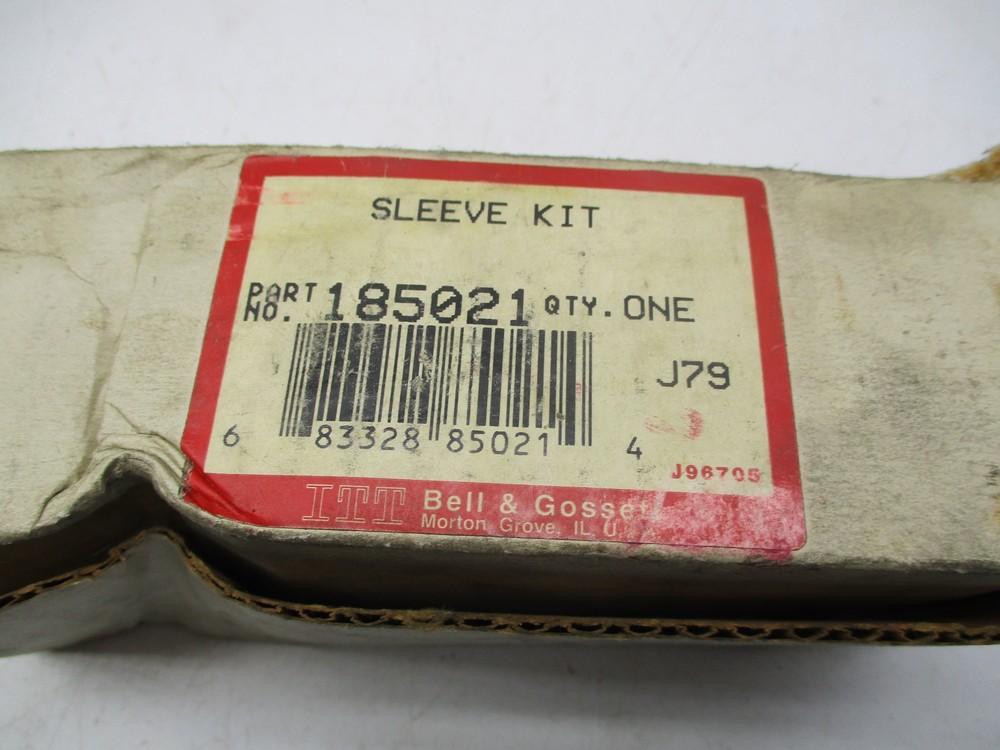 SLEEVE KIT
PART NO. 185021 QTY. ONE
J79
6 83328 85021 4
J96705
ITT Bell & Gosset
Morton Grove, IL U.S.A.